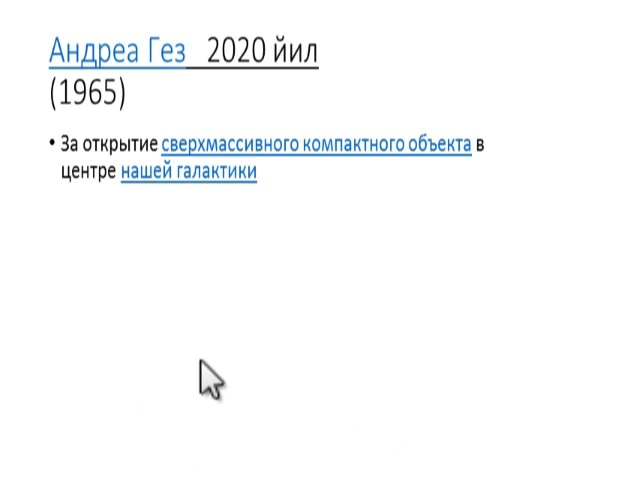 Андреа Гез 2020 йил
(1965)
• За открытие сверхмассивного компактного объекта в
центре нашей галактики